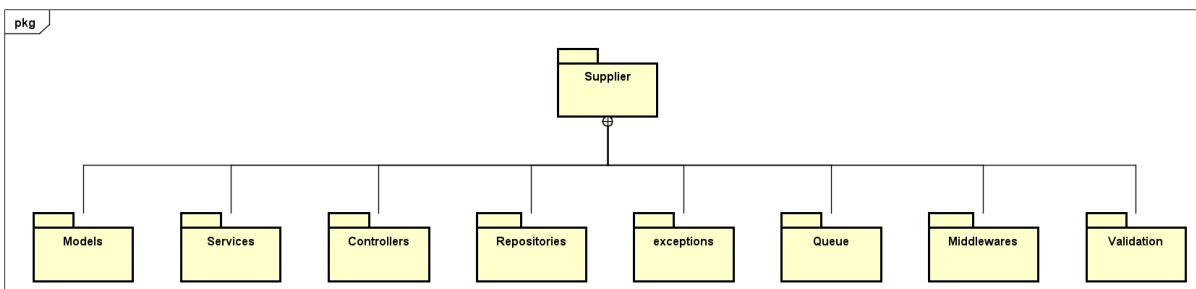 pkg
Supplier
Models
Services
Controllers
Repositories
exceptions
Queue
Middlewares
Validation